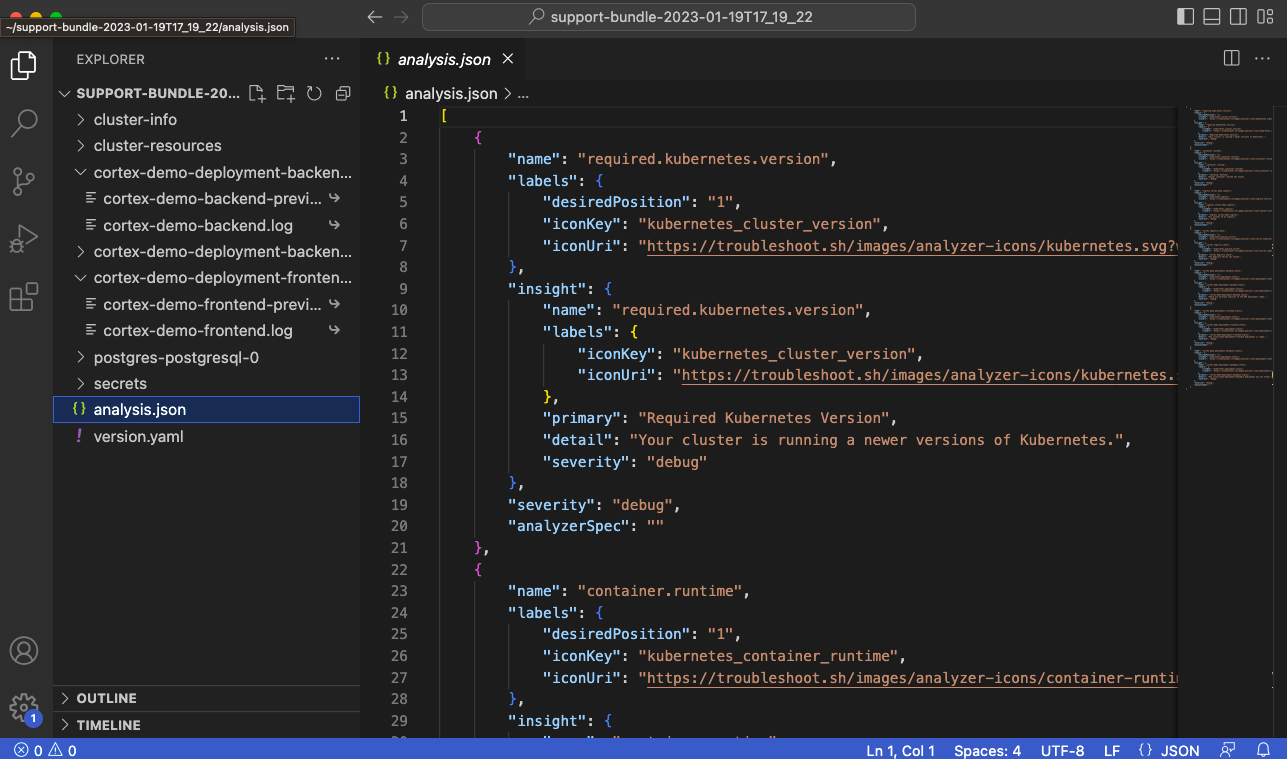 support-bundle-2023-01-19T17_19_22
~/support-bundle-2023-01-19T17_19_22/analysis.json
EXPLORER
SUPPORT-BUNDLE-20...
cluster-info
cluster-resources
cortex-demo-deployment-backen...
cortex-demo-backend-previ...
cortex-demo-backend.log
cortex-demo-deployment-backen...
cortex-demo-deployment-fronten...
cortex-demo-frontend-previ...
cortex-demo-frontend.log
postgres-postgresql-0
secrets
{} analysis.json
! version.yaml
OUTLINE
TIMELINE
1
{} analysis.json
{} analysis.json > ...
1 [
2 {
3 "name": "required.kubernetes.version",
4 "labels": {
5 "desiredPosition": "1",
6 "iconKey": "kubernetes_cluster_version",
7 "iconUri": "https://troubleshoot.sh/images/analyzer-icons/kubernetes.svg?
8 },
9 "insight": {
10 "name": "required.kubernetes.version",
11 "labels": {
12 "iconKey": "kubernetes_cluster_version",
13 "iconUri": "https://troubleshoot.sh/images/analyzer-icons/kubernetes.
14 },
15 "primary": "Required Kubernetes Version",
16 "detail": "Your cluster is running a newer versions of Kubernetes.",
17 "severity": "debug"
18 },
19 "severity": "debug",
20 "analyzerSpec": ""
21 },
22 {
23 "name": "container.runtime",
24 "labels": {
25 "desiredPosition": "1",
26 "iconKey": "kubernetes_container_runtime",
27 "iconUri": "https://troubleshoot.sh/images/analyzer-icons/container-runti
28 },
29 "insight": {
0 0
Ln 1, Col 1 Spaces: 4 UTF-8 LF {} JSON